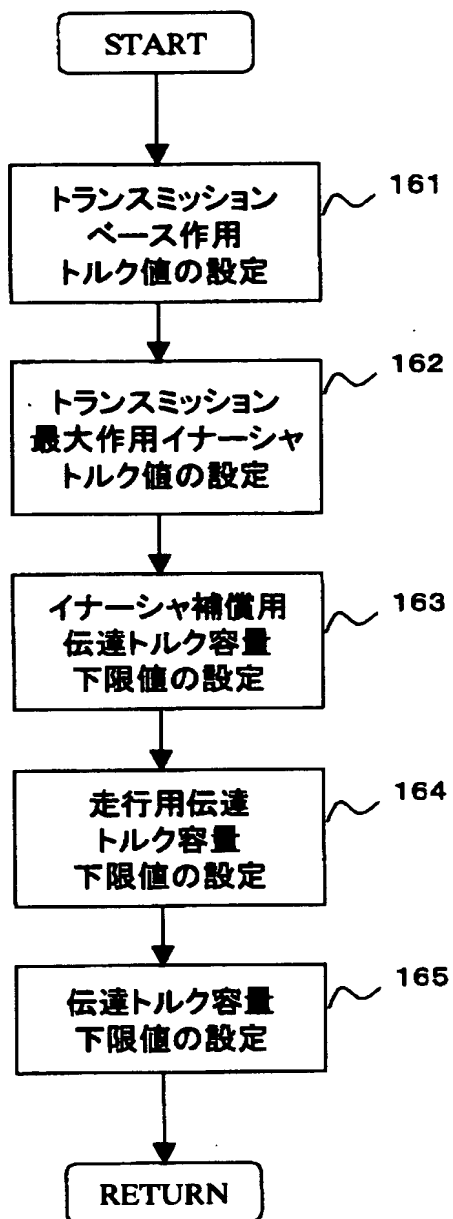 START
トランスミッション
ベース作用
トルク値の設定
161
トランスミッション
最大作用イナーシャ
トルク値の設定
162
イナーシャ補償用
伝達トルク容量
下限値の設定
163
走行用伝達
トルク容量
下限値の設定
164
伝達トルク容量
下限値の設定
165
RETURN